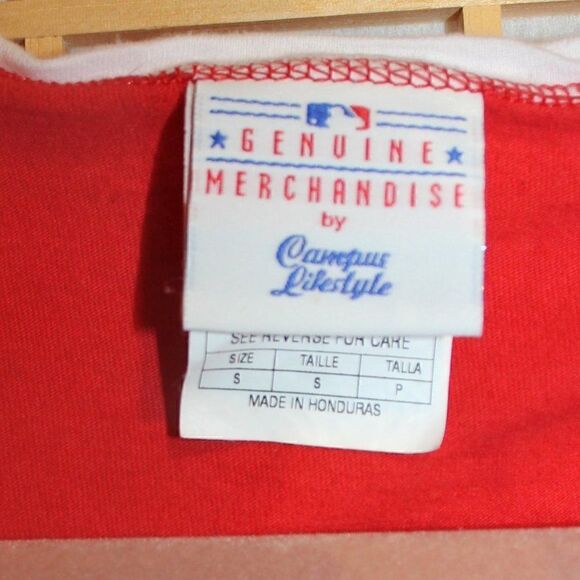 GENUINE
MERCHANDISE
by
Campus
Lifestyle
SEE REVERSE FOR CARE
SIZE TAILLE TALLA
S S P
MADE IN HONDURAS